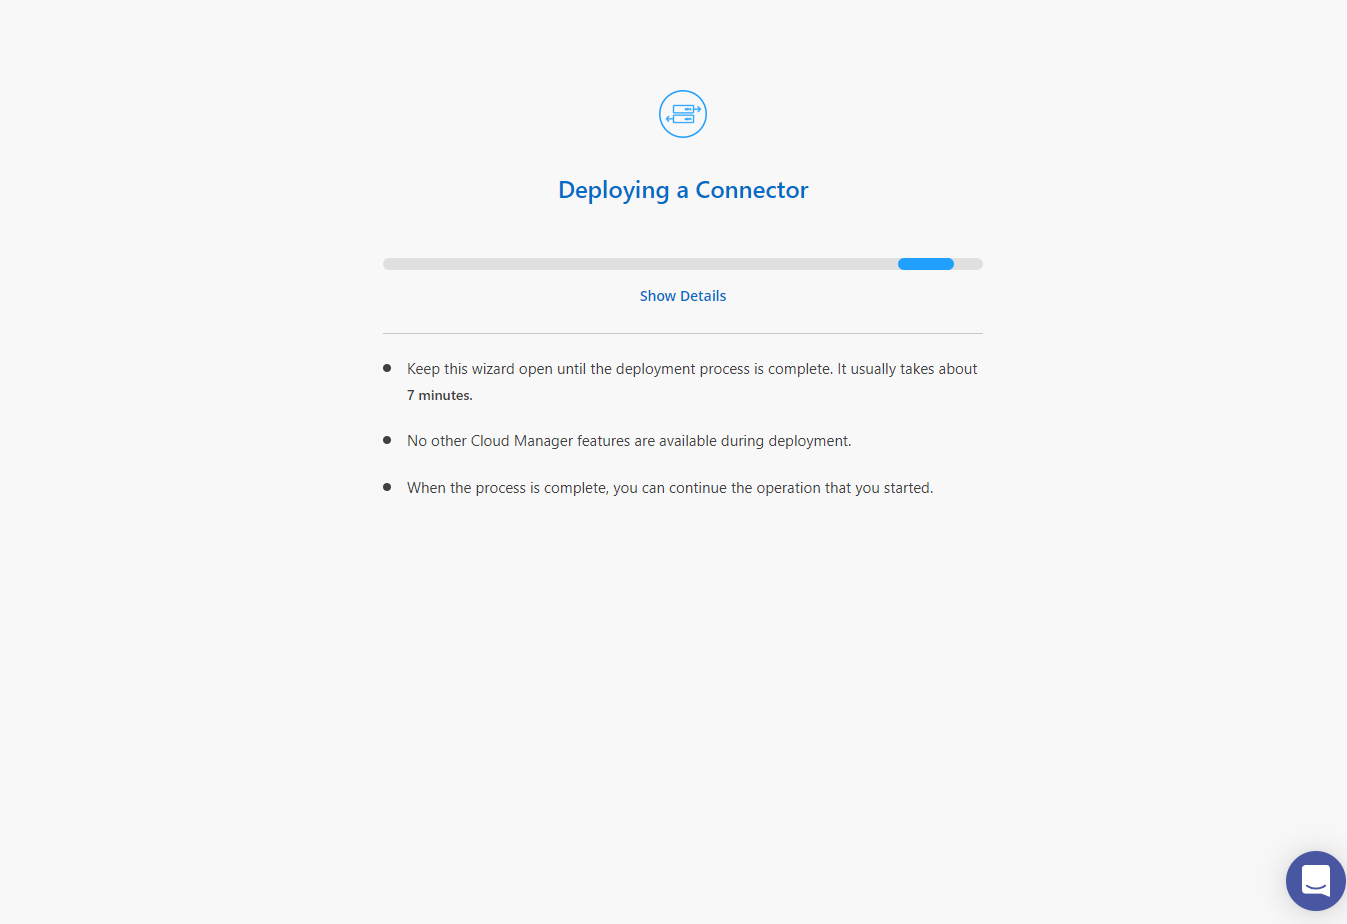 Deploying a Connector
Show Details
Keep this wizard open until the deployment process is complete. It usually takes about
7 minutes.
No other Cloud Manager features are available during deployment.
When the process is complete, you can continue the operation that you started.